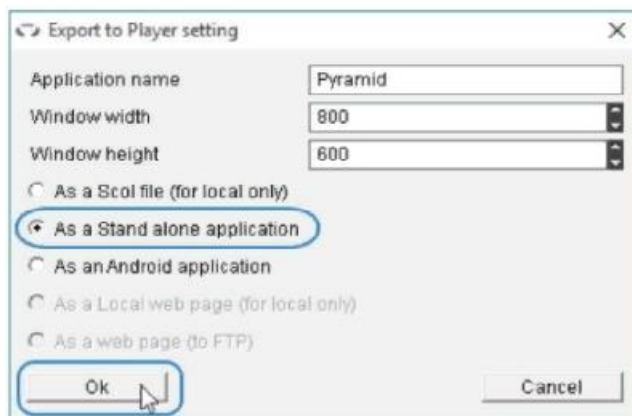 Export to Player setting
Application name Pyramid
Window width 800
Window height 600
As a Scol file (for local only)
As a Stand alone application
As an Android application
As a Local web page (for local only)
As a web page (to FTP)
Ok Cancel